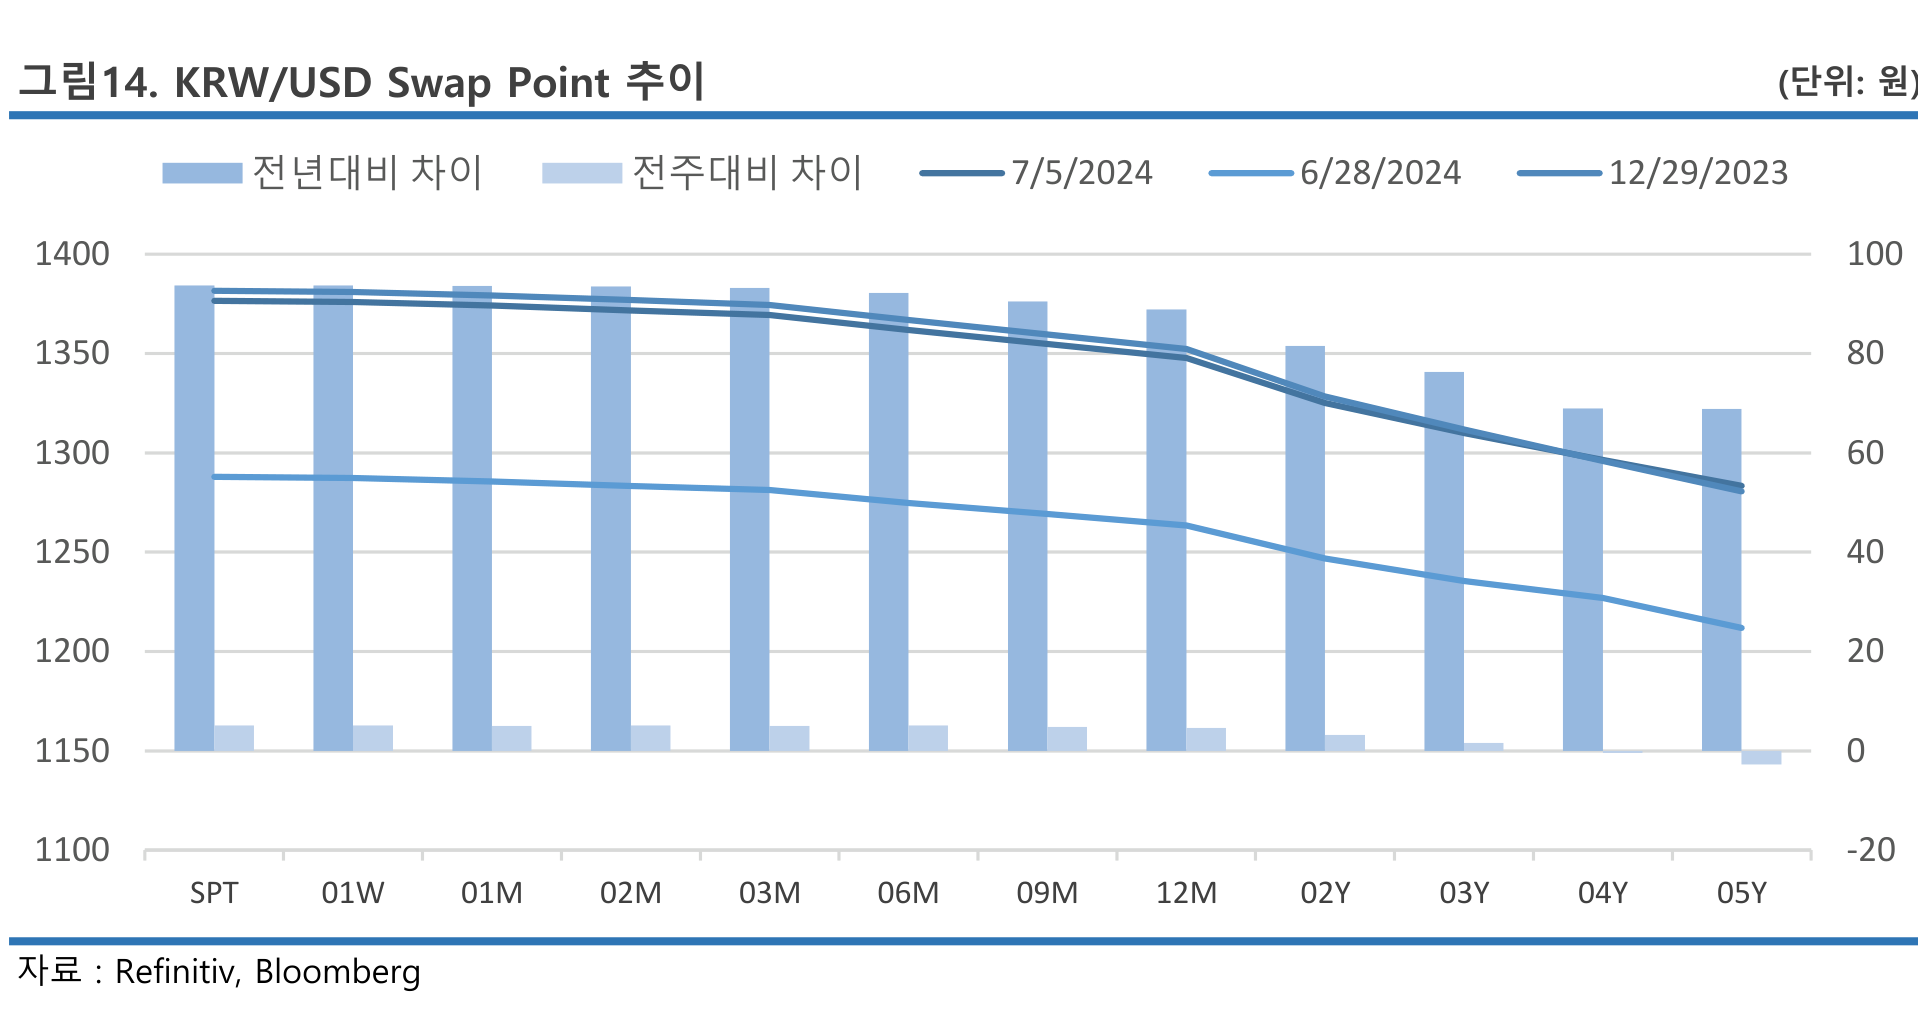 그림14. KRW/USD Swap Point 추이 (단위: 원)
전년대비 차이 전주대비 차이 7/5/2024 6/28/2024 12/29/2023
1400 100
1350 80
1300 60
1250 40
1200 20
1150 0
1100 -20
SPT 01W 01M 02M 03M 06M 09M 12M 02Y 03Y 04Y 05Y
자료 : Refinitiv, Bloomberg